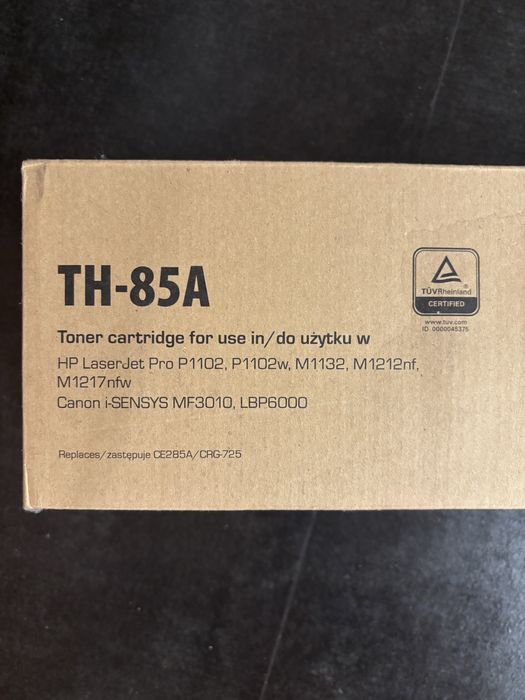 TH-85A
Toner cartridge for use in/do użytku w
HP LaserJet Pro P1102, P1102w, M1132, M1212nf,
M1217nfw
Canon i-SENSYS MF3010, LBP6000
Replaces/zastępuje CE285A/CRG-725
TÜVRheinland®
CERTIFIED
www.tuv.com
ID 0000045375